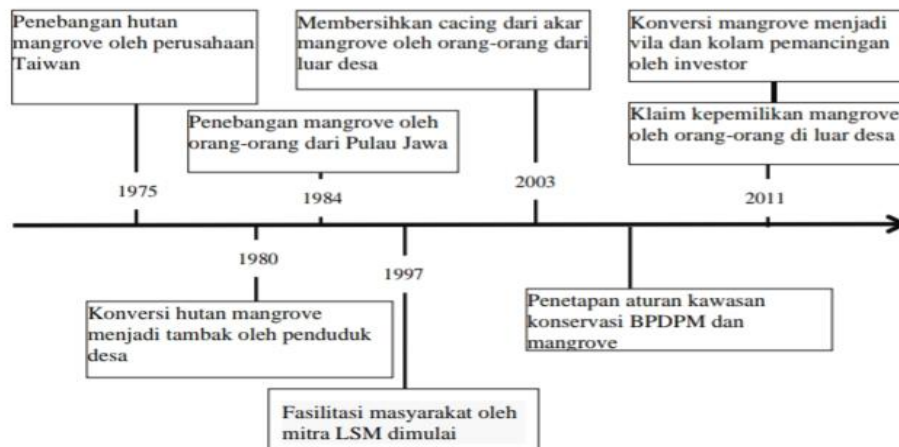 Penebangan hutan
mangrove oleh perusahaan
Taiwan
Membersihkan cacing dari akar
mangrove oleh orang-orang dari
luar desa
Konversi mangrove menjadi
vila dan kolam pemancingan
oleh investor
Penebangan mangrove oleh
orang-orang dari Pulau Jawa
Klaim kepemilikan mangrove
oleh orang-orang di luar desa
1975
1984
2003
2011
1980
1997
Konversi hutan mangrove
menjadi tambak oleh penduduk
desa
Penetapan aturan kawasan
konservasi BPDPM dan
mangrove
Fasilitasi masyarakat oleh
mitra LSM dimulai